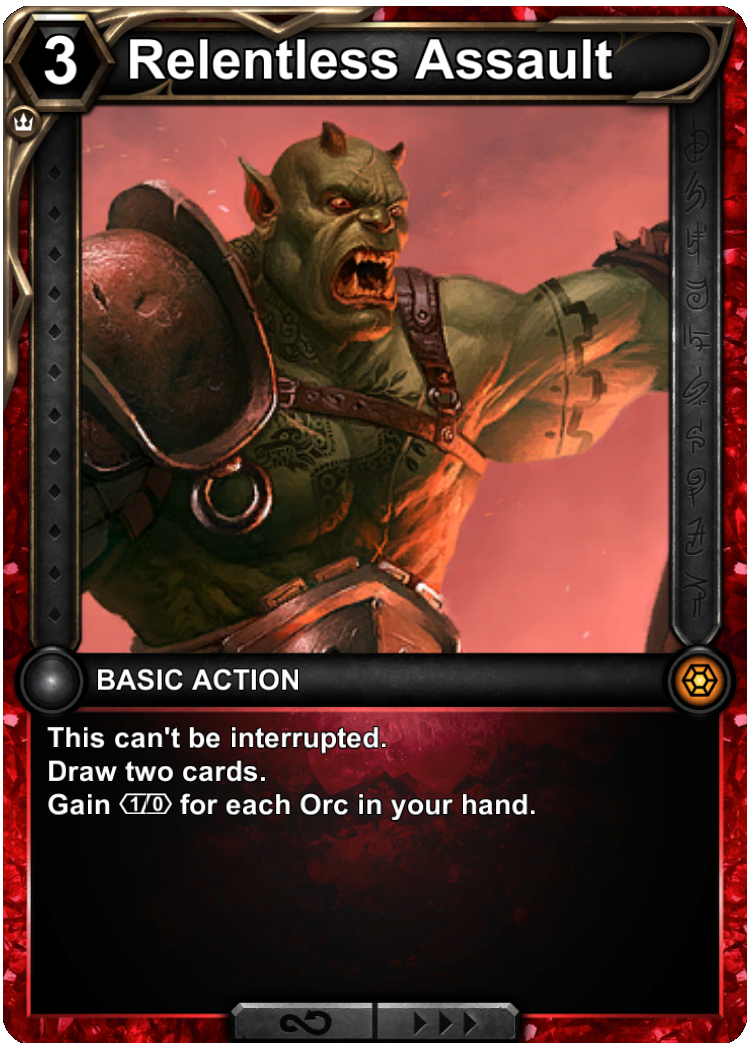 3
Relentless Assault
BASIC ACTION
This can't be interrupted.
Draw two cards.
Gain 1/0 for each Orc in your hand.